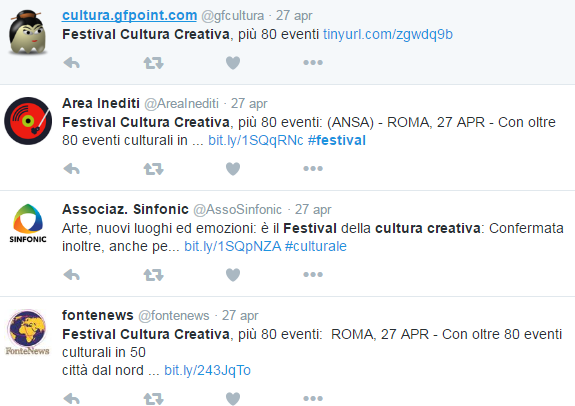 cultura.gfpoint.com @gfcultura · 27 apr
Festival Cultura Creativa, più 80 eventi tinyurl.com/zgwdq9b
Area Inediti @AreaInediti · 27 apr
Festival Cultura Creativa, più 80 eventi: (ANSA) - ROMA, 27 APR - Con oltre
80 eventi culturali in ... bit.ly/1SQqRNc #festival
Associaz. Sinfonic @AssoSinfonic · 27 apr
Arte, nuovi luoghi ed emozioni: è il Festival della cultura creativa: Confermata
inoltre, anche pe... bit.ly/1SQpNZA #culturale
SINFONIC
fontenews @fontenews · 27 apr
Festival Cultura Creativa, più 80 eventi:  ROMA, 27 APR - Con oltre 80 eventi
culturali in 50
città dal nord ... bit.ly/243JqTo
FonteNews